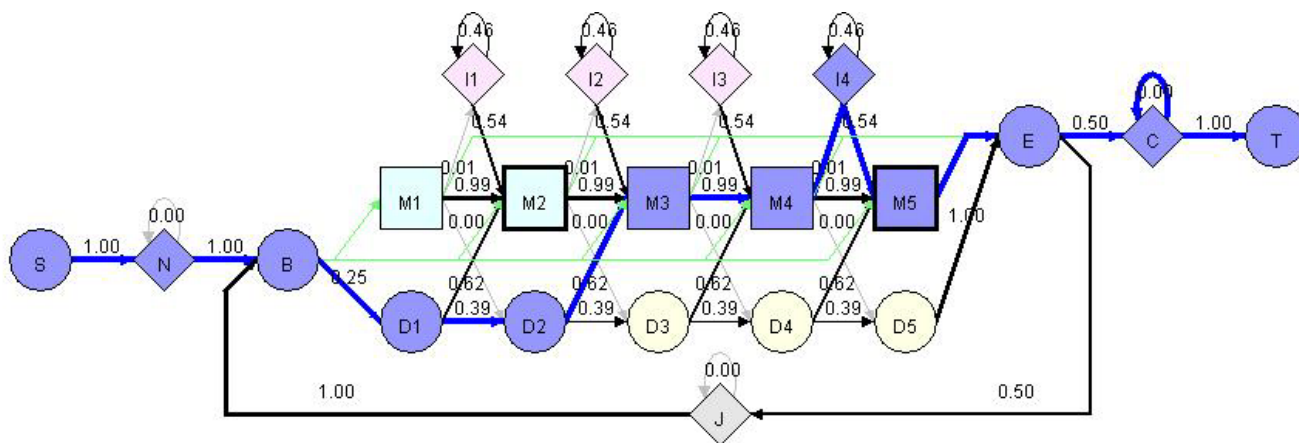 0.46 0.46 0.46 0.46
I1 I2 I3 I4
0.54 0.54 0.54 0.54 0.50 0.00 1.00
E C T
0.01 0.01 0.01 0.01
0.99 0.99 0.99 0.99
M1 M2 M3 M4 M5
0.00 0.00 0.00 0.00 1.00
1.00 0.00 1.00
S N B
0.25 0.62 0.62 0.62
0.39 0.39 0.39 0.39
D1 D2 D3 D4 D5
0.00
1.00 0.50
J